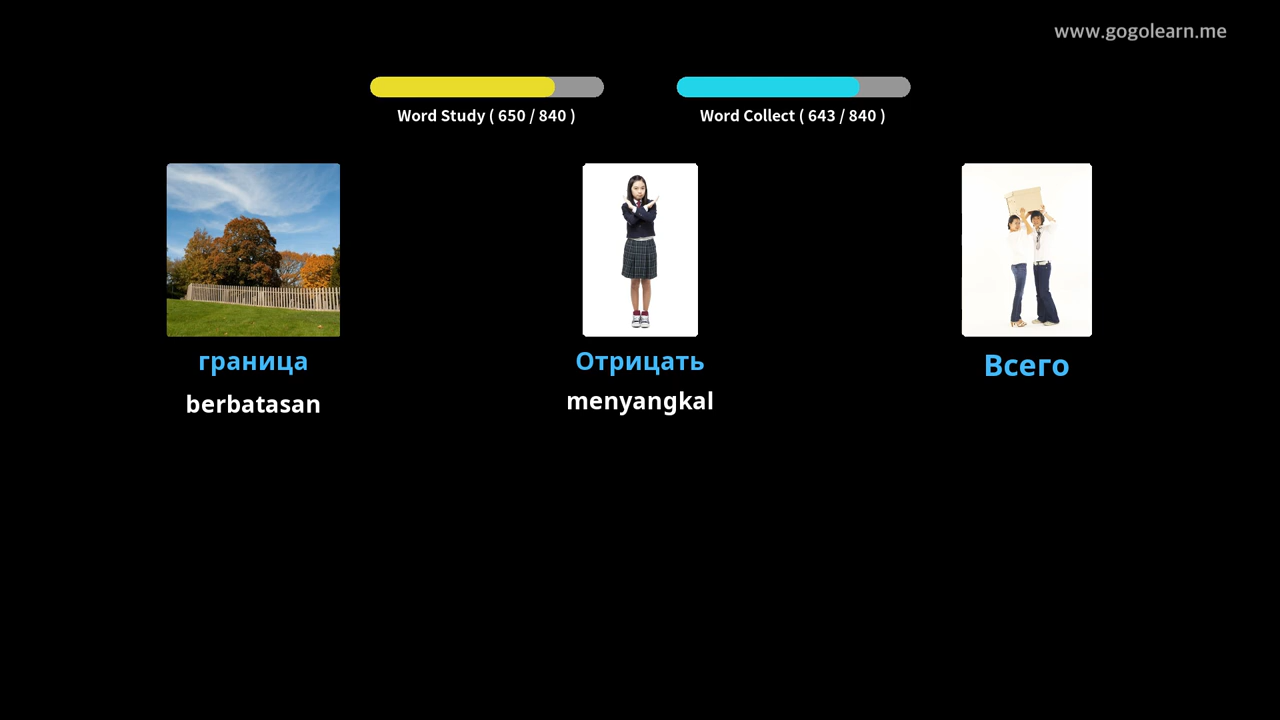 www.gogolearn.me
Word Study ( 650 / 840 )
Word Collect ( 643 / 840 )
граница
berbatasan
Отрицать
menyangkal
Всего